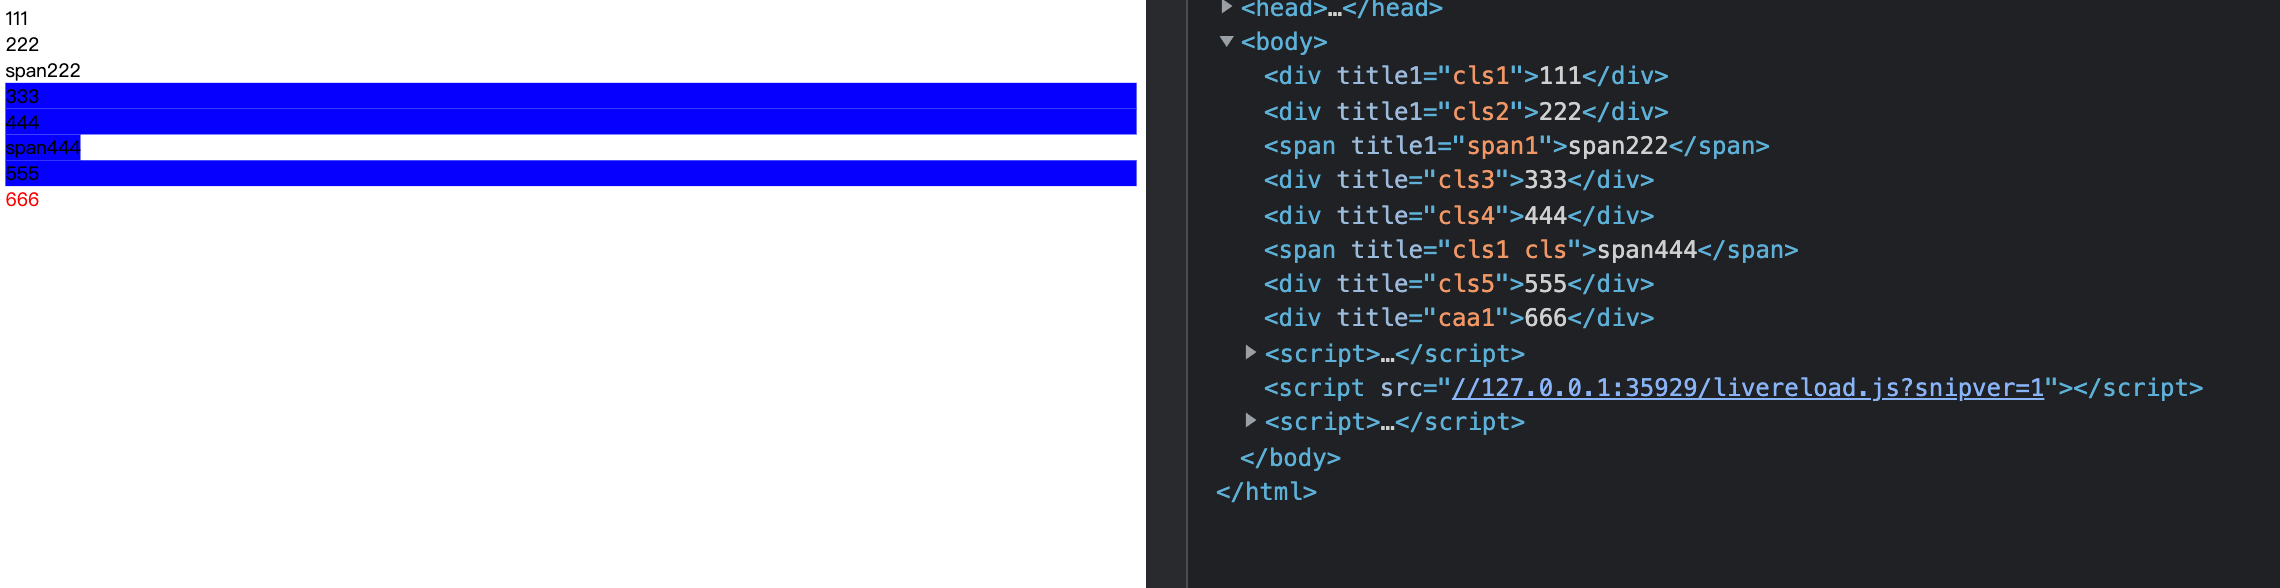 111
222
span222
333
444
span444
555
666
<head>…</head>
<body>
<div title1="cls1">111</div>
<div title1="cls2">222</div>
<span title1="span1">span222</span>
<div title="cls3">333</div>
<div title="cls4">444</div>
<span title="cls1 cls">span444</span>
<div title="cls5">555</div>
<div title="caa1">666</div>
<script>…</script>
<script src="//127.0.0.1:35929/livereload.js?snipver=1"></script>
<script>…</script>
</body>
</html>